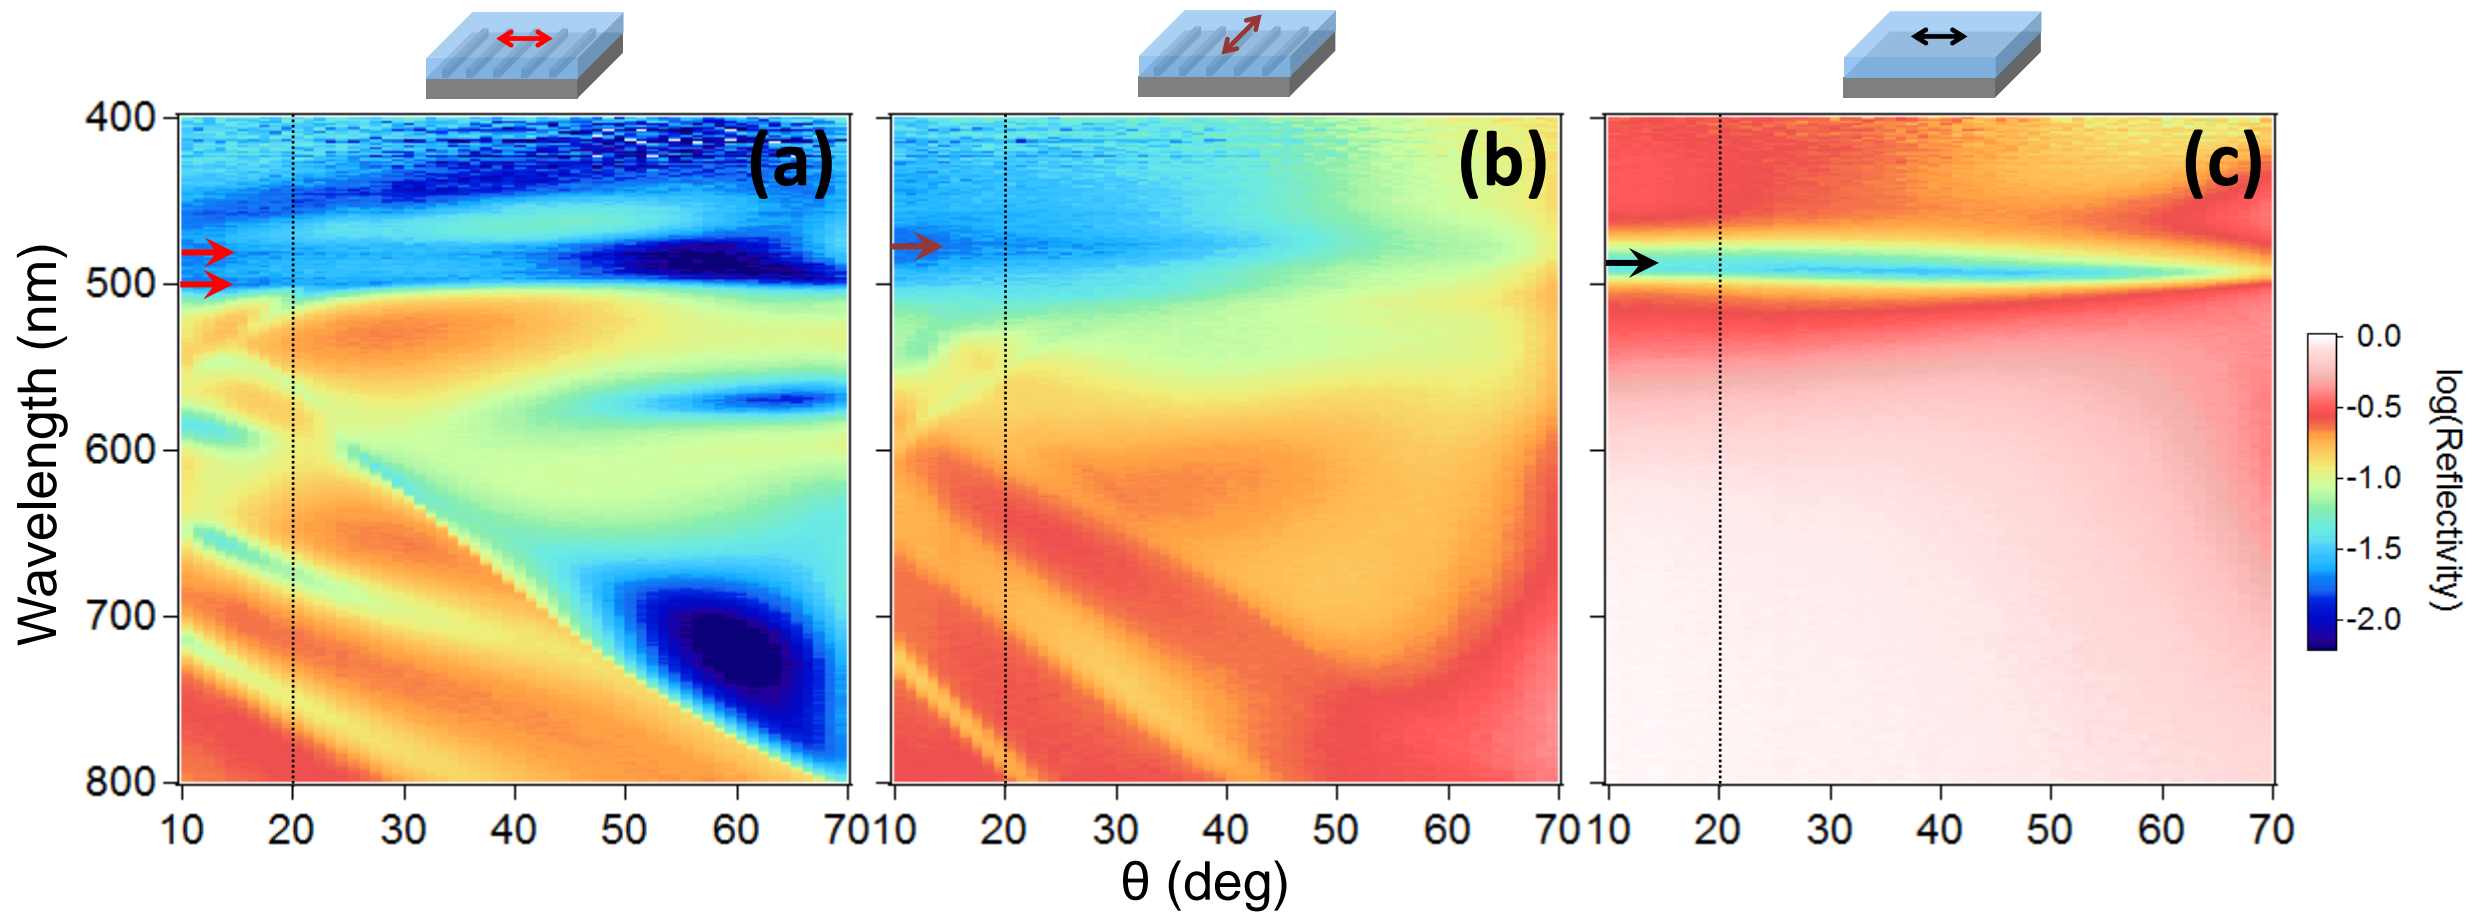 (a)
(b)
(c)
Wavelength (nm)
400
500
600
700
800
10 20 30 40 50 60 70
10 20 30 40 50 60 70
10 20 30 40 50 60 70
θ (deg)
0.0
-0.5
-1.0
-1.5
-2.0
log(Reflectivity)